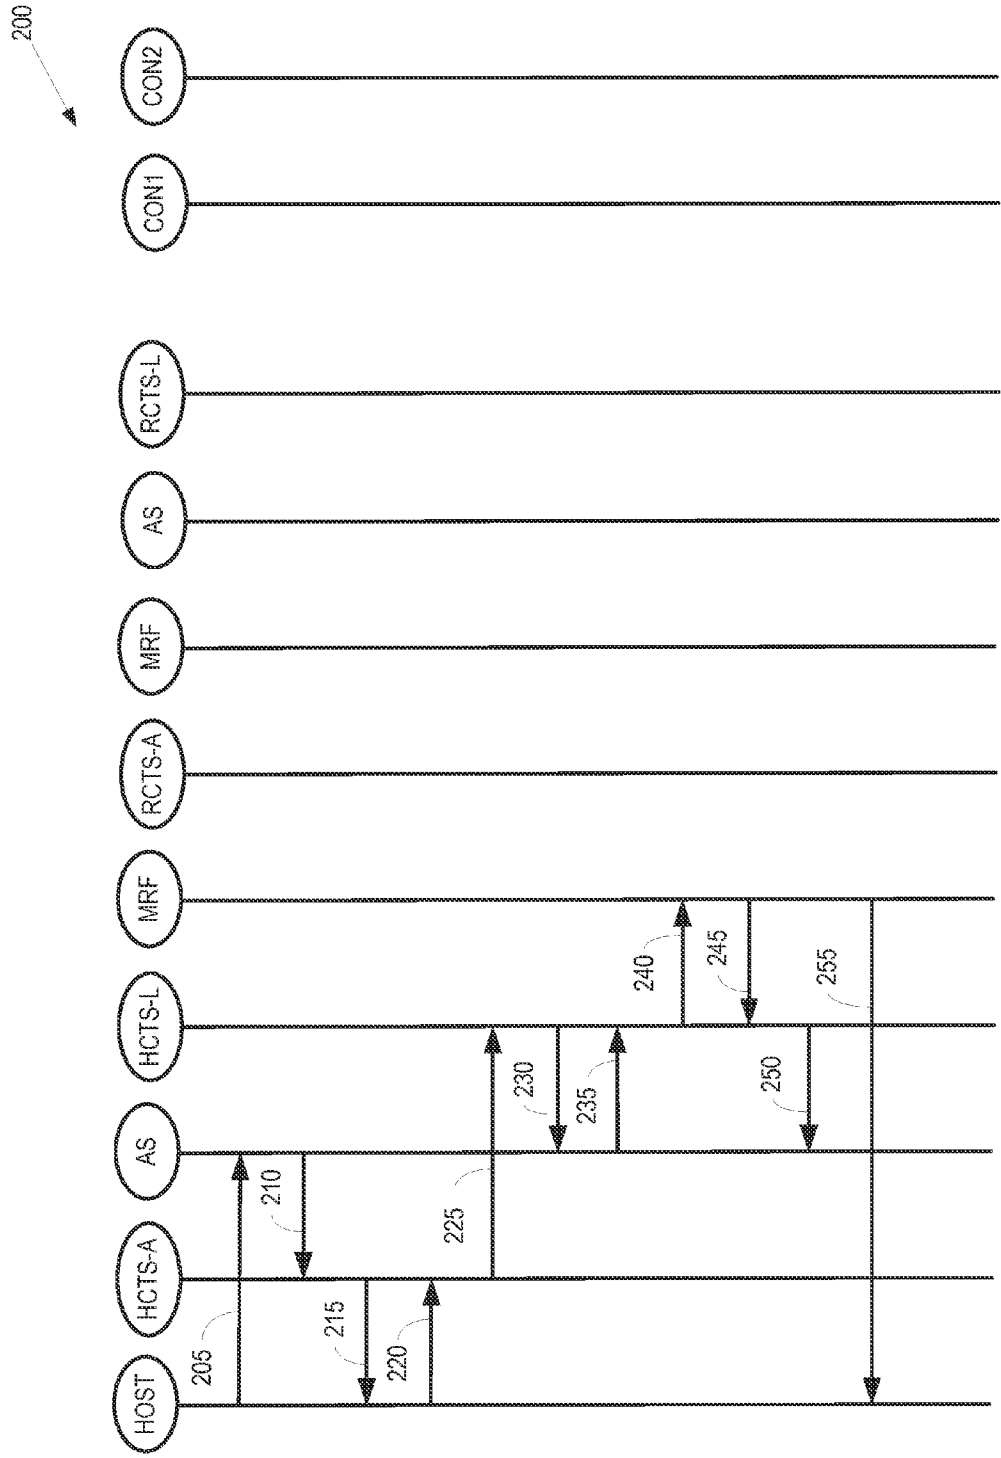 200
HOST
HCTS-A
AS
HCTS-L
MRF
RCTS-A
MRF
AS
RCTS-L
CON1
CON2
205
210
215
220
225
230
235
240
245
250
255